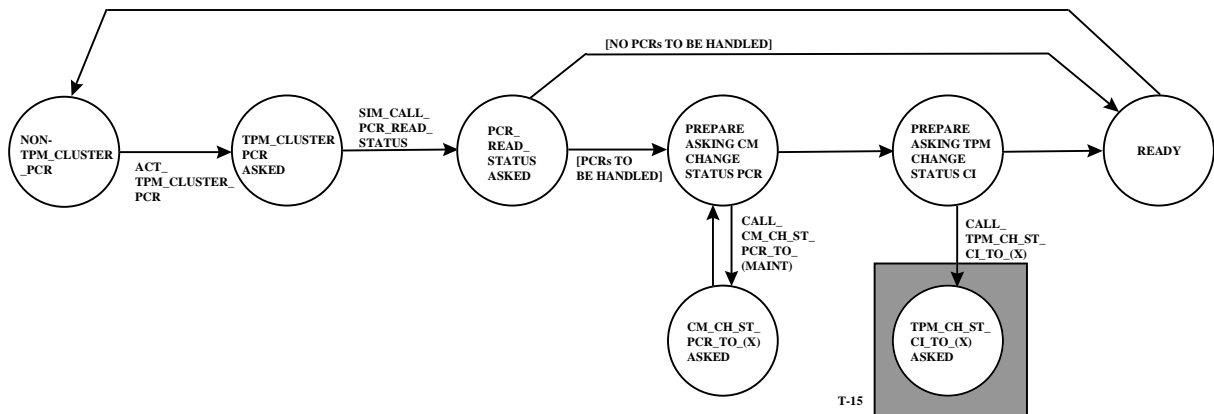 [NO PCRs TO BE HANDLED]
NON-
TPM_CLUSTER
_PCR
ACT_
TPM_CLUSTER_
PCR
TPM_CLUSTER
PCR
ASKED
SIM_CALL_
PCR_READ_
STATUS
PCR_
READ_
STATUS
ASKED
[PCRs TO
BE HANDLED]
PREPARE
ASKING CM
CHANGE
STATUS PCR
PREPARE
ASKING TPM
CHANGE
STATUS CI
READY
CALL_
CM_CH_ST_
PCR_TO_
(MAINT)
CALL_
TPM_CH_ST_
CI_TO_(X)
CM_CH_ST_
PCR_TO_(X)
ASKED
TPM_CH_ST_
CI_TO_(X)
ASKED
T-15